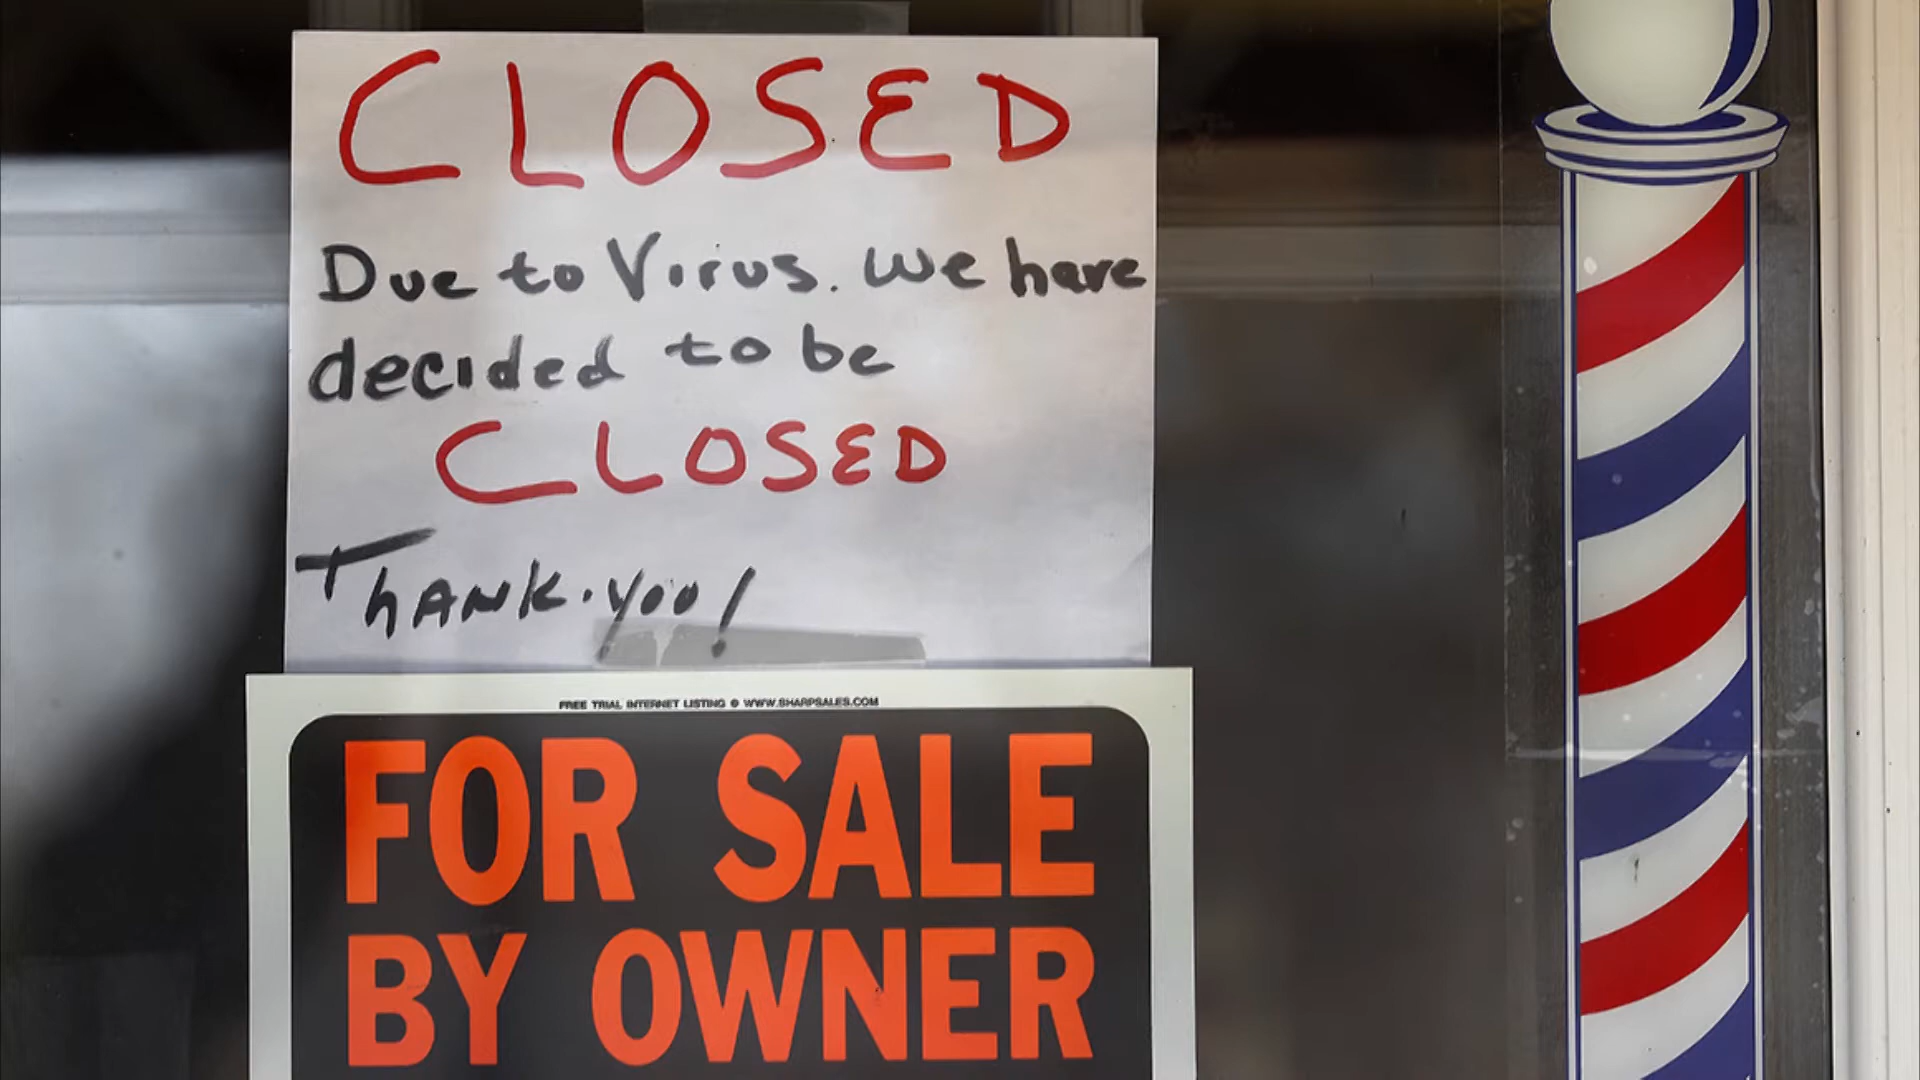 CLOSED
Due to Virus. We have
decided to be
CLOSED
THANK.YOU!
FREE TRIAL INTERNET LISTING @ WWW.SHARPSALES.COM
FOR SALE
BY OWNER